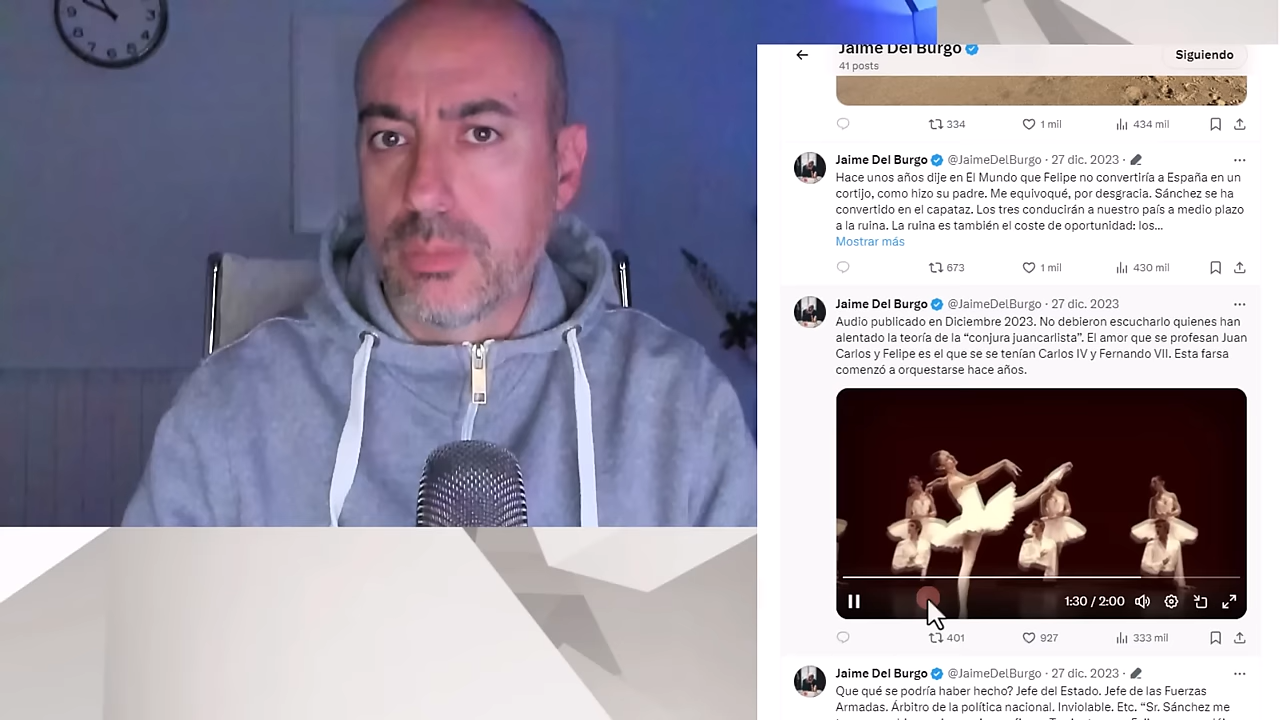 Jaime Del Burgo
41 posts
Siguiendo
334 1 mil 434 mil
Jaime Del Burgo @JaimeDelBurgo · 27 dic. 2023 ·
Hace unos años dije en El Mundo que Felipe no convertiría a España en un
cortijo, como hizo su padre. Me equivoqué, por desgracia. Sánchez se ha
convertido en el capataz. Los tres conducirán a nuestro país a medio plazo
a la ruina. La ruina es también el coste de oportunidad: los...
Mostrar más
673 1 mil 430 mil
Jaime Del Burgo @JaimeDelBurgo · 27 dic. 2023
Audio publicado en Diciembre 2023. No debieron escucharlo quienes han
alentado la teoría de la “conjura juancarlista”. El amor que se profesan Juan
Carlos y Felipe es el que se se tenían Carlos IV y Fernando VII. Esta farsa
comenzó a orquestarse hace años.
1:30 / 2:00
401 927 333 mil
Jaime Del Burgo @JaimeDelBurgo · 27 dic. 2023 ·
Que qué se podría haber hecho? Jefe del Estado. Jefe de las Fuerzas
Armadas. Árbitro de la política nacional. Inviolable. Etc. “Sr. Sánchez me